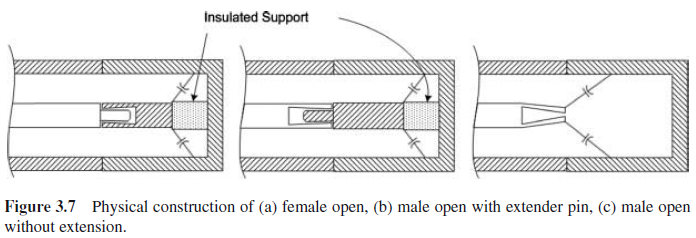 Insulated Support
Figure 3.7 Physical construction of (a) female open, (b) male open with extender pin, (c) male open
without extension.